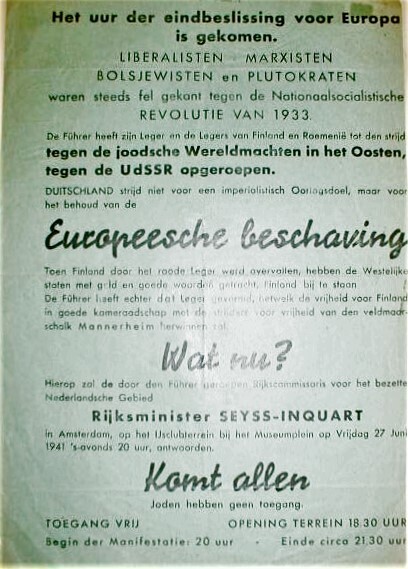 Het uur der eindbeslissing voor Europa
is gekomen.
LIBERALISTEN - MARXISTEN
BOLSJEWISTEN en PLUTOKRATEN
waren steeds fel gekant tegen de Nationaalsocialistische
REVOLUTIE VAN 1933.
De Führer heeft zijn Leger en de Legers van Finland en Roemenië tot den strijd
tegen de joodsche Wereldmachten in het Oosten,
tegen de UdSSR opgeroepen.
DUITSCHLAND strijd niet voor een imperialistisch Oorlogsdoel, maar voor
het behoud van de
Europeesche beschaving
Toen Finland door het roode Leger werd overvallen, hebben de Westelijke
staten met geld en goede woorden getracht, Finland bij te staan
De Führer heeft echter dat Leger gevormd, hetwelk de vrijheid voor Finland
in goede kameraadschap met de strijders voor vrijheid van den veldmaar-
schalk Mannerheim herwinnen zal.
Wat nu?
Hierop zal de door den Führer geroepen Rijkscommissaris voor het bezette
Nederlandsche Gebied
Rijksminister SEYSS-INQUART
in Amsterdam, op het IJsclubterrein bij het Museumplein op Vrijdag 27 Juni
1941 's-avonds 20 uur, antwoorden.
Komt allen
Joden hebben geen toegang.
TOEGANG VRIJ OPENING TERREIN 18.30 UUR
Begin der Manifestatie: 20 uur - Einde circa 21.30 uur